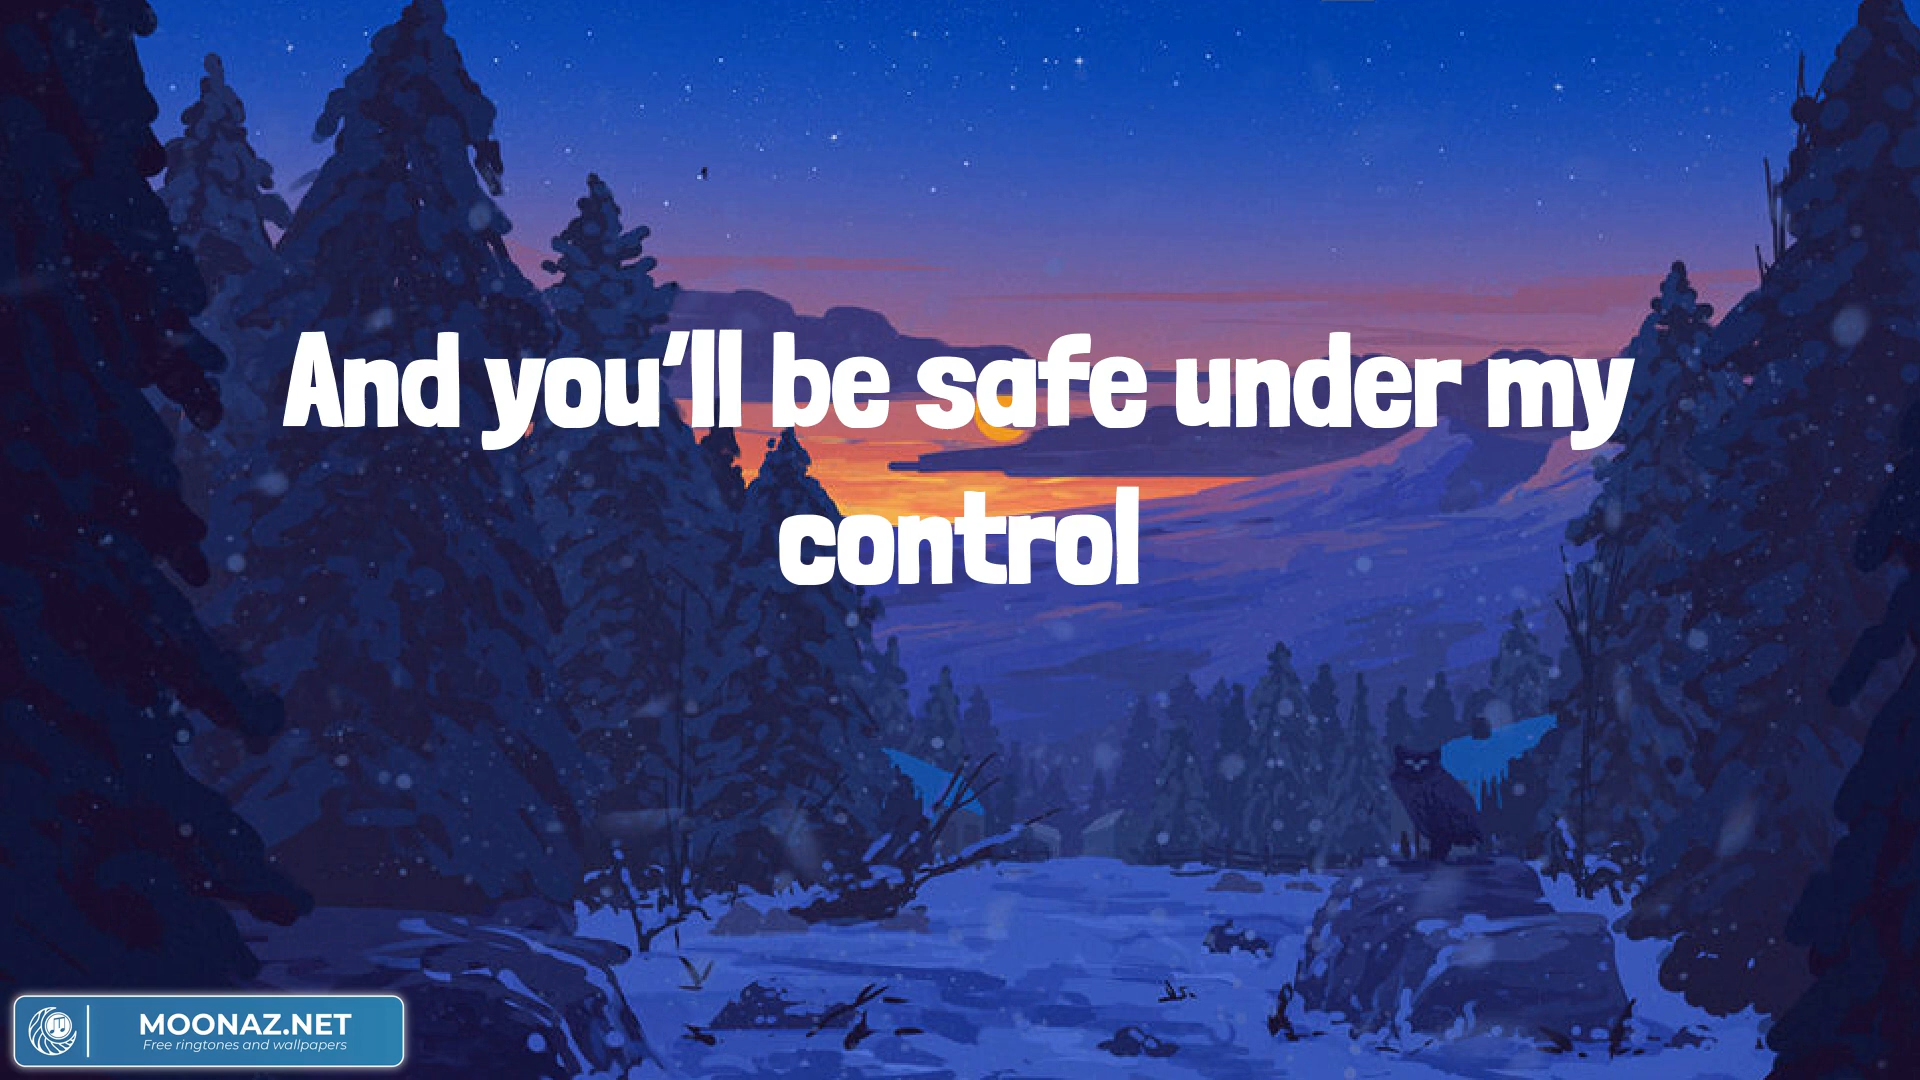 And you'll be safe under my
control
MOONAZ.NET
Free ringtones and wallpapers